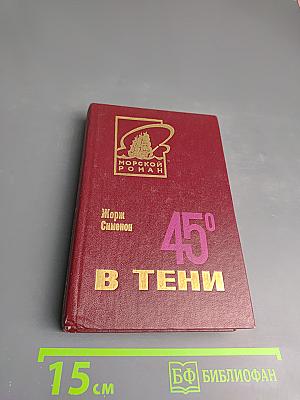 МОРСКОЙ
РОМАН
Жорж
Сименон
45°
В ТЕНИ
15 см
БФ БИБЛИОФАН